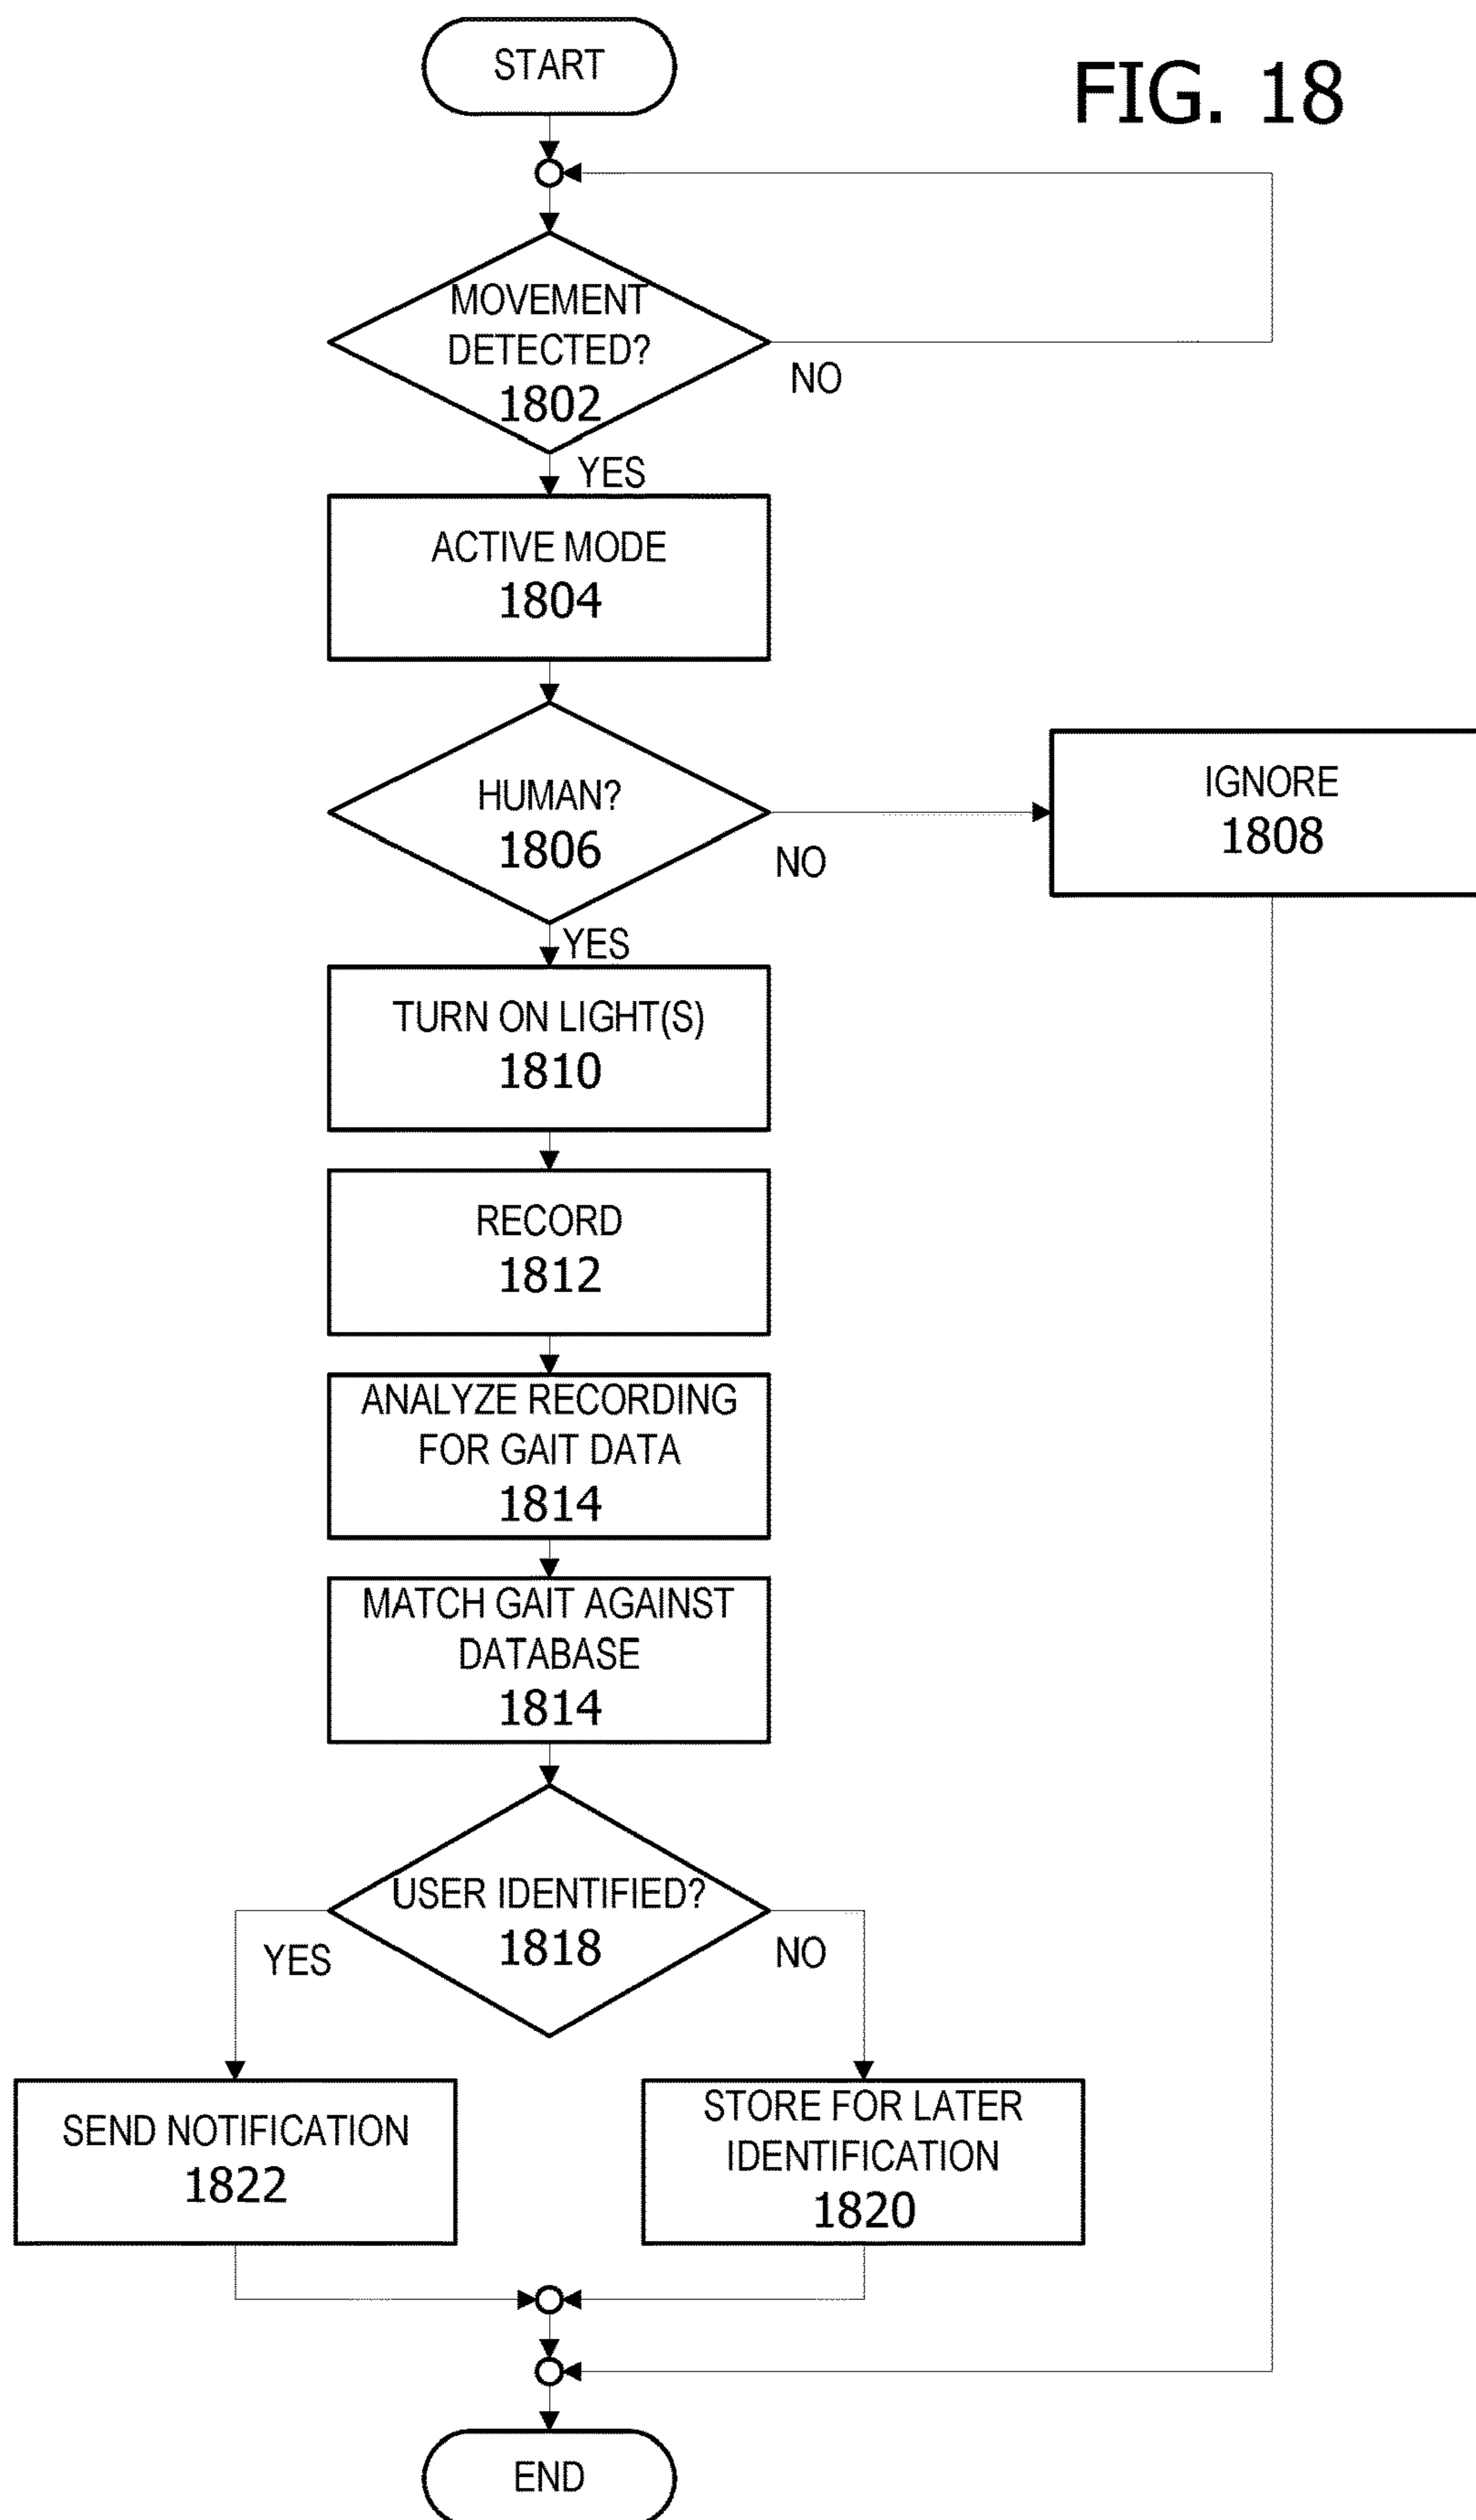 START
FIG. 18
MOVEMENT
DETECTED?
1802
NO
YES
ACTIVE MODE
1804
HUMAN?
1806
NO
IGNORE
1808
YES
TURN ON LIGHT(S)
1810
RECORD
1812
ANALYZE RECORDING
FOR GAIT DATA
1814
MATCH GAIT AGAINST
DATABASE
1814
USER IDENTIFIED?
1818
YES
NO
SEND NOTIFICATION
1822
STORE FOR LATER
IDENTIFICATION
1820
END